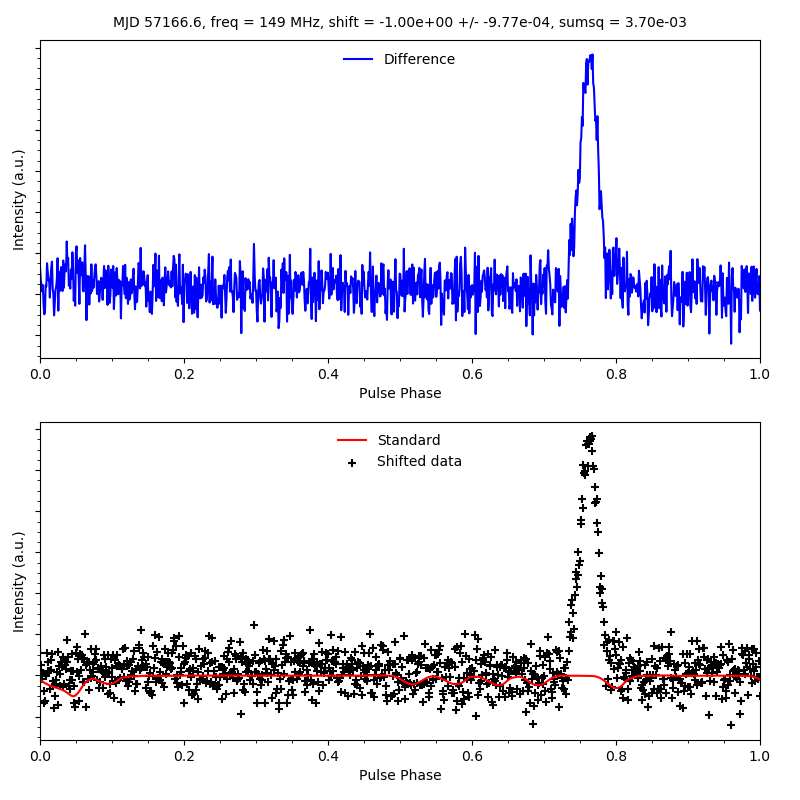 MJD 57166.6, freq = 149 MHz, shift = -1.00e+00 +/- -9.77e-04, sumsq = 3.70e-03
Difference
Intensity (a.u.)
0.0 0.2 0.4 0.6 0.8 1.0
Pulse Phase
Standard
Shifted data
Intensity (a.u.)
0.0 0.2 0.4 0.6 0.8 1.0
Pulse Phase